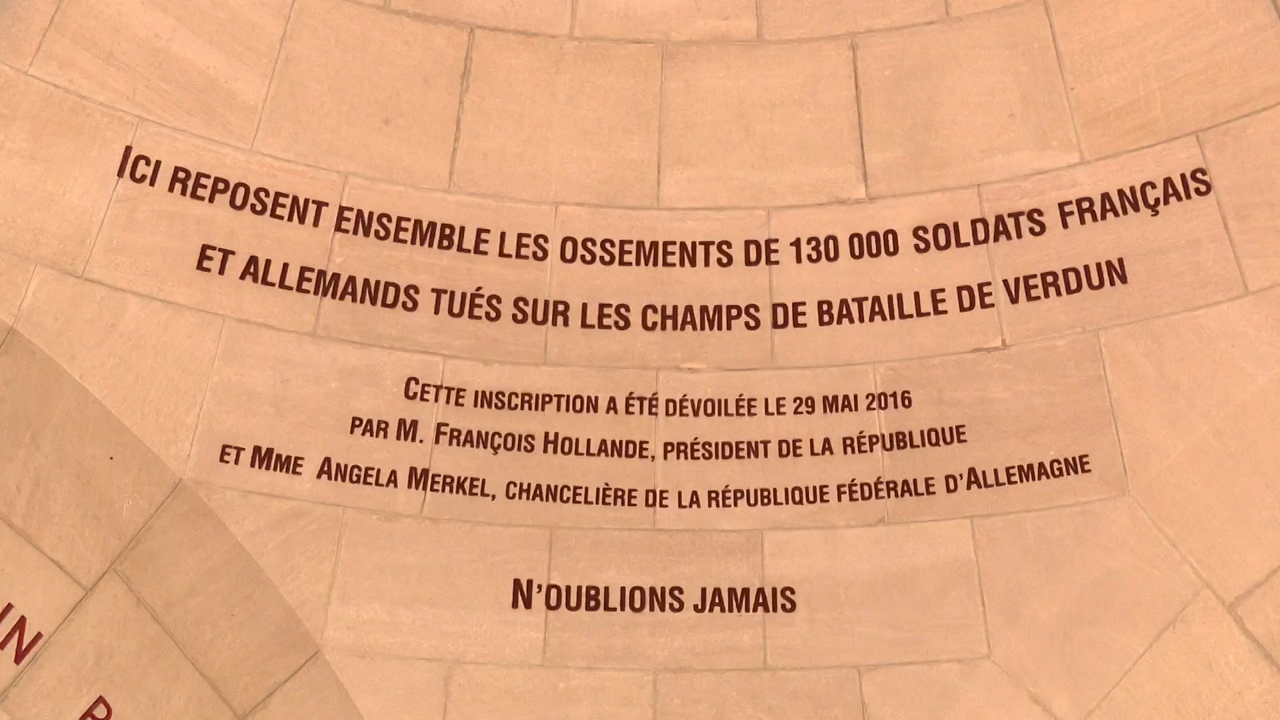 ICI REPOSENT ENSEMBLE LES OSSEMENTS DE 130 000 SOLDATS FRANÇAIS
ET ALLEMANDS TUÉS SUR LES CHAMPS DE BATAILLE DE VERDUN
CETTE INSCRIPTION A ÉTÉ DÉVOILÉE LE 29 MAI 2016
PAR M. FRANÇOIS HOLLANDE, PRÉSIDENT DE LA RÉPUBLIQUE
ET MME ANGELA MERKEL, CHANCELIÈRE DE LA RÉPUBLIQUE FÉDÉRALE D'ALLEMAGNE
N'OUBLIONS JAMAIS